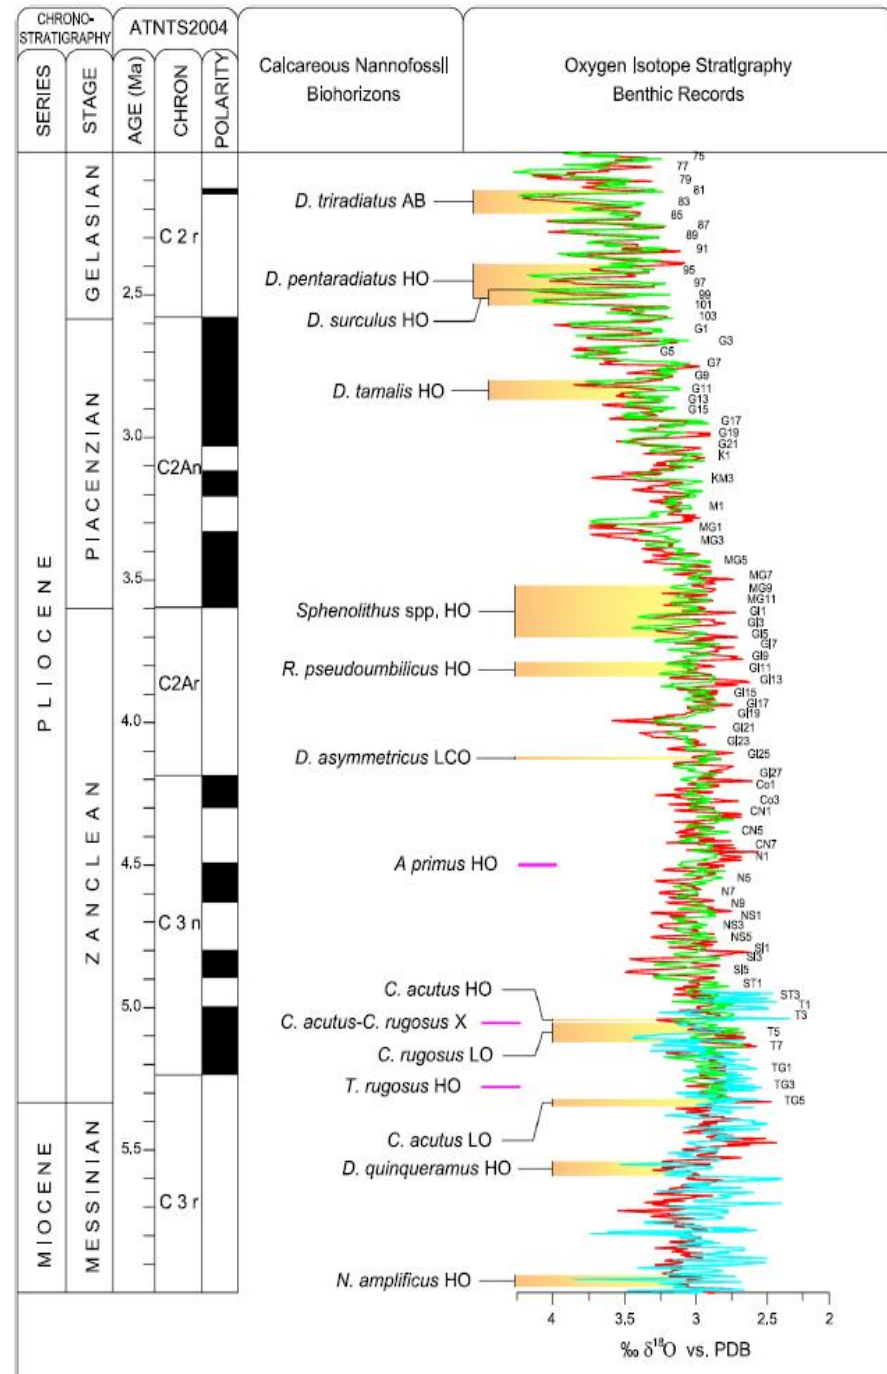 CHRONO-
STRATIGRAPHY
ATNTS2004
SERIES
STAGE
AGE (Ma)
CHRON
POLARITY
Calcareous Nannofossil
Biohorizons
Oxygen Isotope Stratigraphy
Benthic Records
PLIOCENE
MIOCENE
GELASIAN
PIACENZIAN
ZANCLEAN
MESSINIAN
2,5
3.0
3.5
4.0
4.5
5.0
5.5
C 2 r
C2An
C2Ar
C 3 n
C 3 r
D. triradiatus AB
D. pentaradiatus HO
D. surculus HO
D. tamalis HO
Sphenolithus spp. HO
R. pseudoumbilicus HO
D. asymmetricus LCO
A primus HO
C. acutus HO
C. acutus-C. rugosus X
C. rugosus LO
T. rugosus HO
C. acutus LO
D. quinqueramus HO
N. amplificus HO
75
77
79
81
83
85
87
89
91
95
97
99
101
103
G1
G3
G5
G7
G9
G11
G13
G15
G17
G19
G21
K1
KM3
M1
MG1
MG3
MG5
MG7
MG9
MG11
GI1
GI3
GI5
GI7
GI9
GI11
GI13
GI15
GI17
GI19
GI21
GI23
GI25
GI27
Co1
Co3
CN1
CN5
CN7
N1
N5
N7
N9
NS1
NS3
NS5
SI1
SI3
SI5
ST1
ST3
T1
T3
T5
T7
TG1
TG3
TG5
4 3.5 3 2.5 2
‰ δ18O vs. PDB